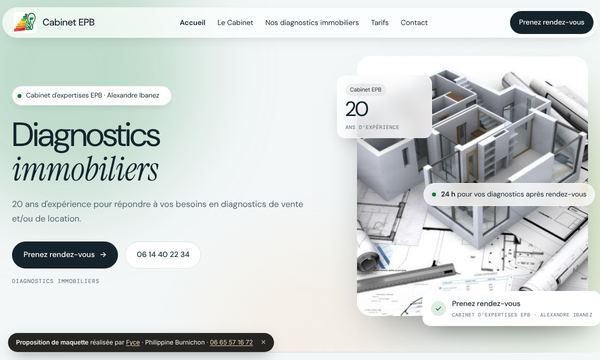 Cabinet EPB
Accueil Le Cabinet Nos diagnostics immobiliers Tarifs Contact
Prenez rendez-vous
Cabinet d'expertises EPB · Alexandre Ibanez
Diagnostics
immobiliers
20 ans d'expérience pour répondre à vos besoins en diagnostics de vente
et/ou de location.
Prenez rendez-vous →
06 14 40 22 34
DIAGNOSTICS IMMOBILIERS
Cabinet EPB
20
ANS D'EXPÉRIENCE
24 h pour vos diagnostics après rendez-vous
Prenez rendez-vous
CABINET D'EXPERTISES EPB · ALEXANDRE IBANEZ
Proposition de maquette réalisée par Fyce · Philippine Burnichon · 06 65 57 16 72 ×